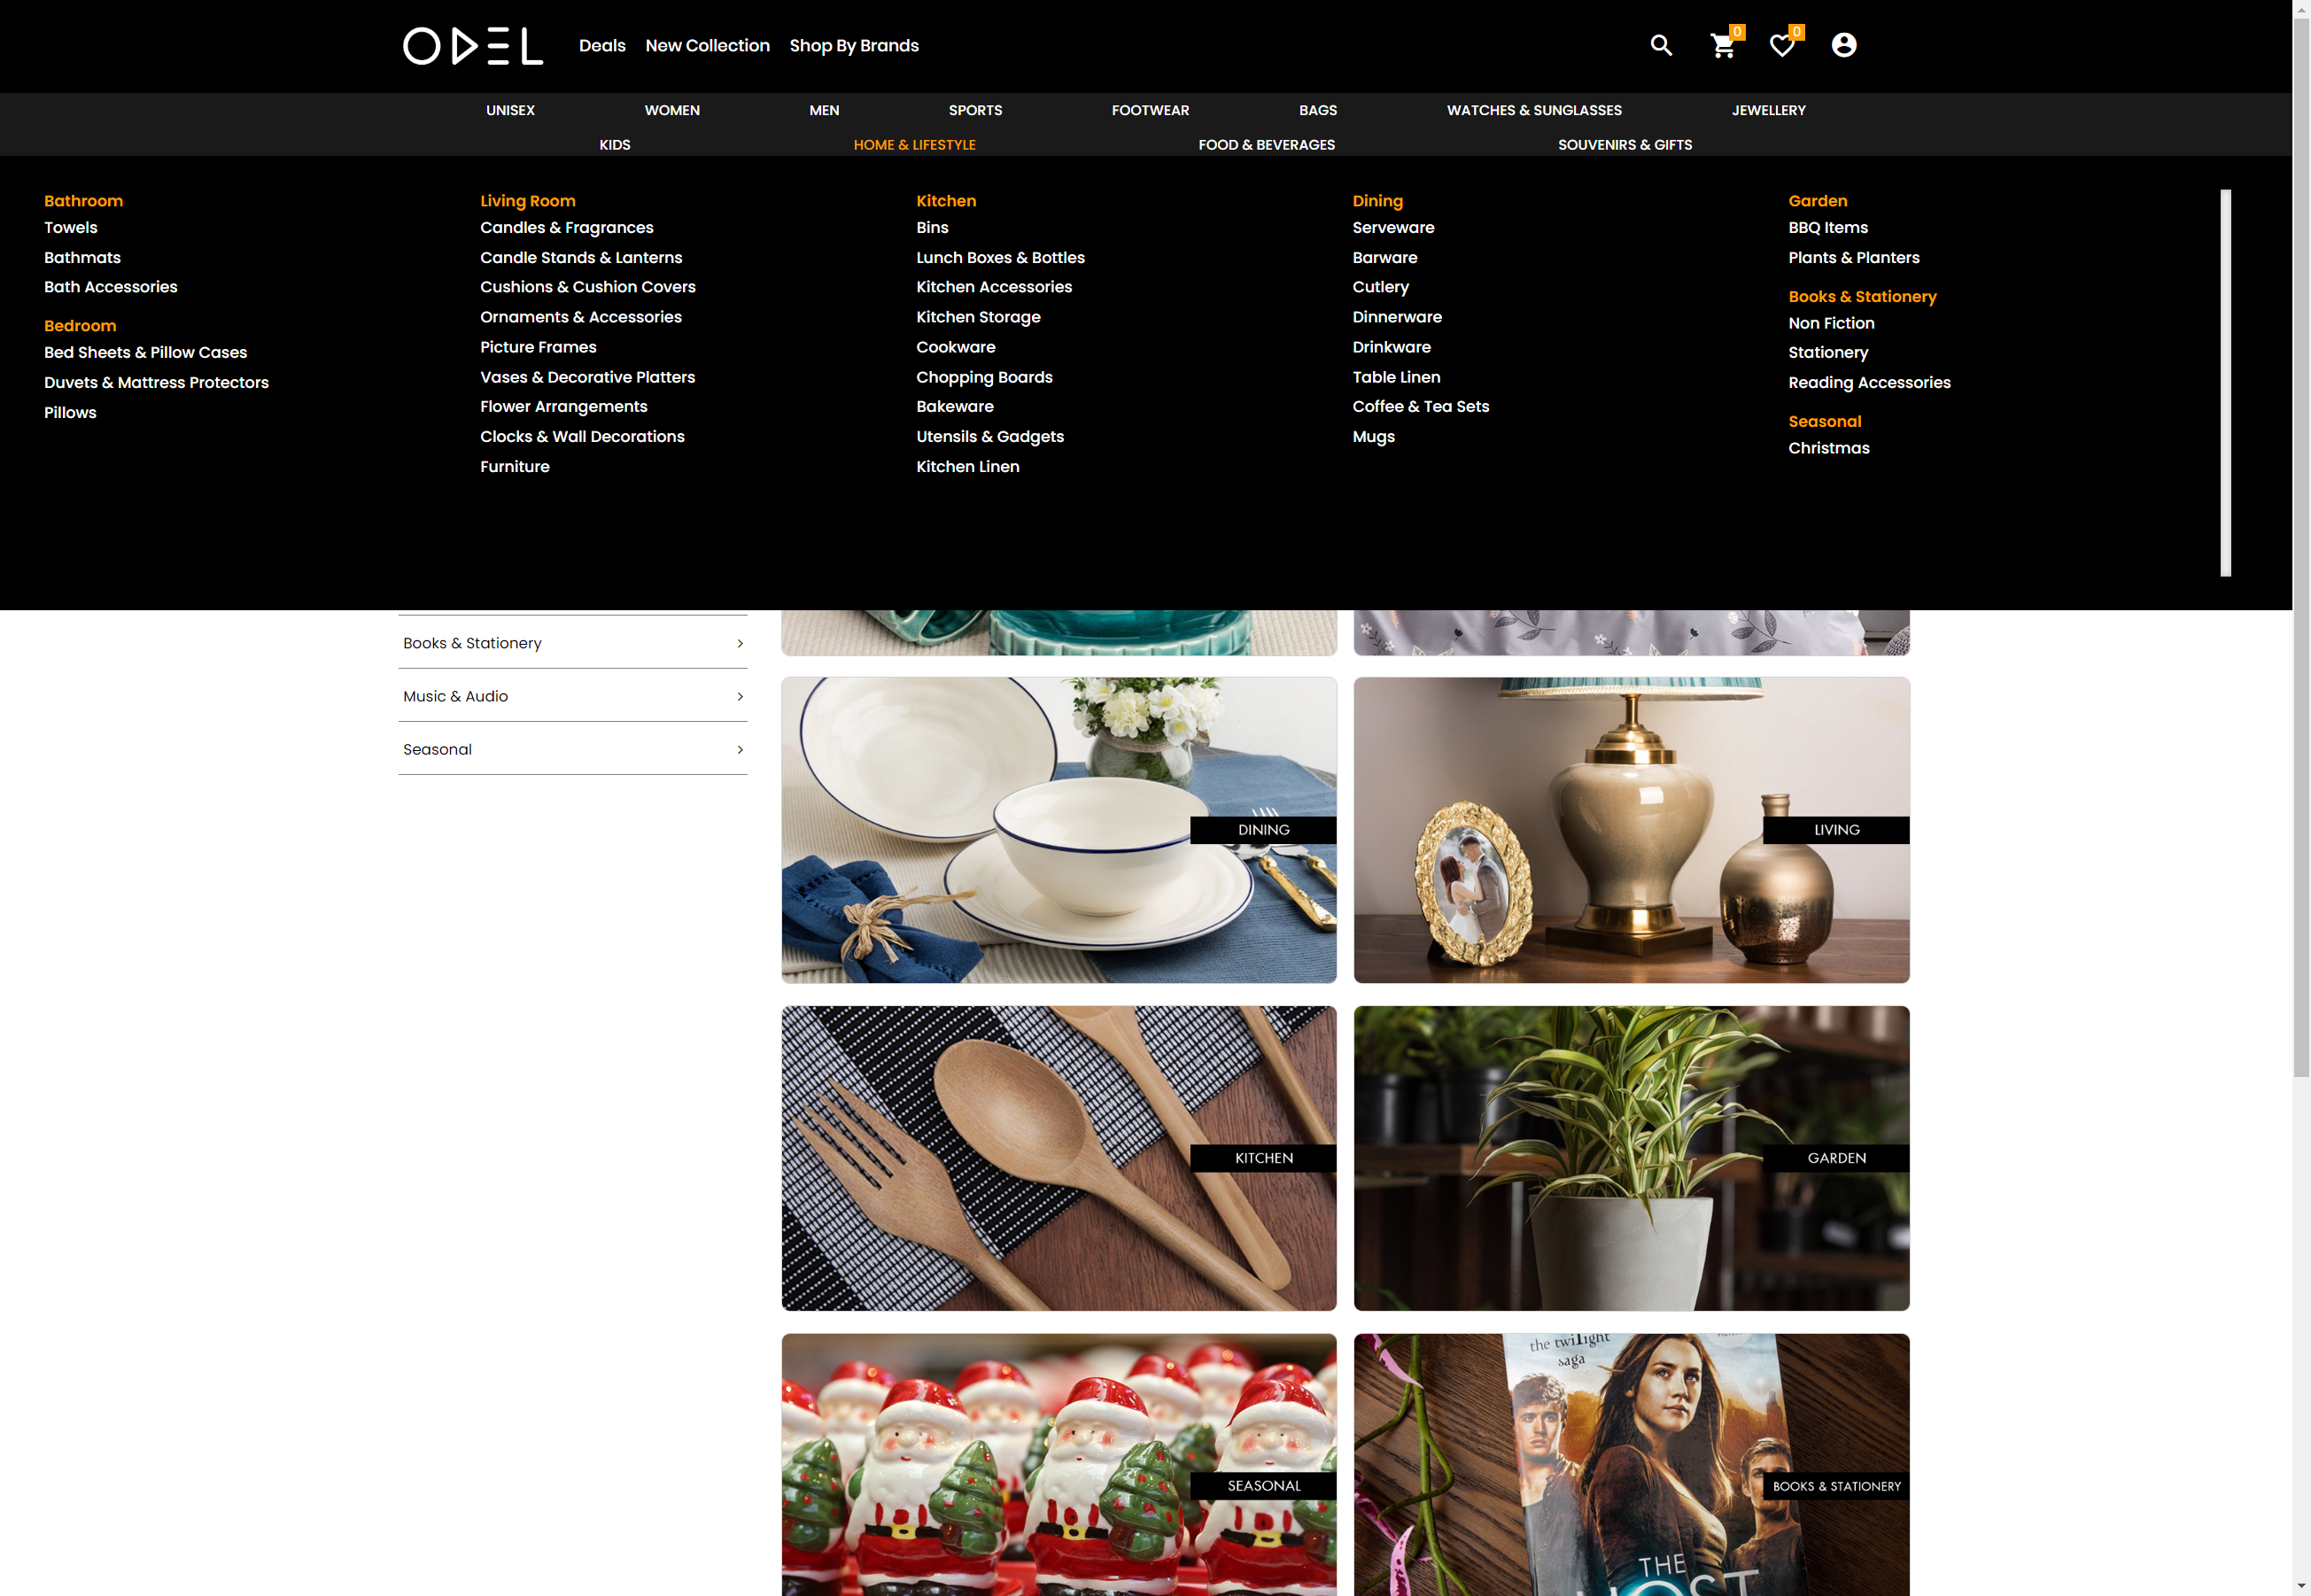 ODEL
Deals New Collection Shop By Brands
0 0
UNISEX WOMEN MEN SPORTS FOOTWEAR BAGS WATCHES & SUNGLASSES JEWELLERY
KIDS HOME & LIFESTYLE FOOD & BEVERAGES SOUVENIRS & GIFTS
Bathroom
Towels
Bathmats
Bath Accessories
Bedroom
Bed Sheets & Pillow Cases
Duvets & Mattress Protectors
Pillows
Living Room
Candles & Fragrances
Candle Stands & Lanterns
Cushions & Cushion Covers
Ornaments & Accessories
Picture Frames
Vases & Decorative Platters
Flower Arrangements
Clocks & Wall Decorations
Furniture
Kitchen
Bins
Lunch Boxes & Bottles
Kitchen Accessories
Kitchen Storage
Cookware
Chopping Boards
Bakeware
Utensils & Gadgets
Kitchen Linen
Dining
Serveware
Barware
Cutlery
Dinnerware
Drinkware
Table Linen
Coffee & Tea Sets
Mugs
Garden
BBQ Items
Plants & Planters
Books & Stationery
Non Fiction
Stationery
Reading Accessories
Seasonal
Christmas
Books & Stationery
Music & Audio
Seasonal
DINING
LIVING
KITCHEN
GARDEN
SEASONAL
the twilight
saga
BOOKS & STATIONERY
THE
HOST